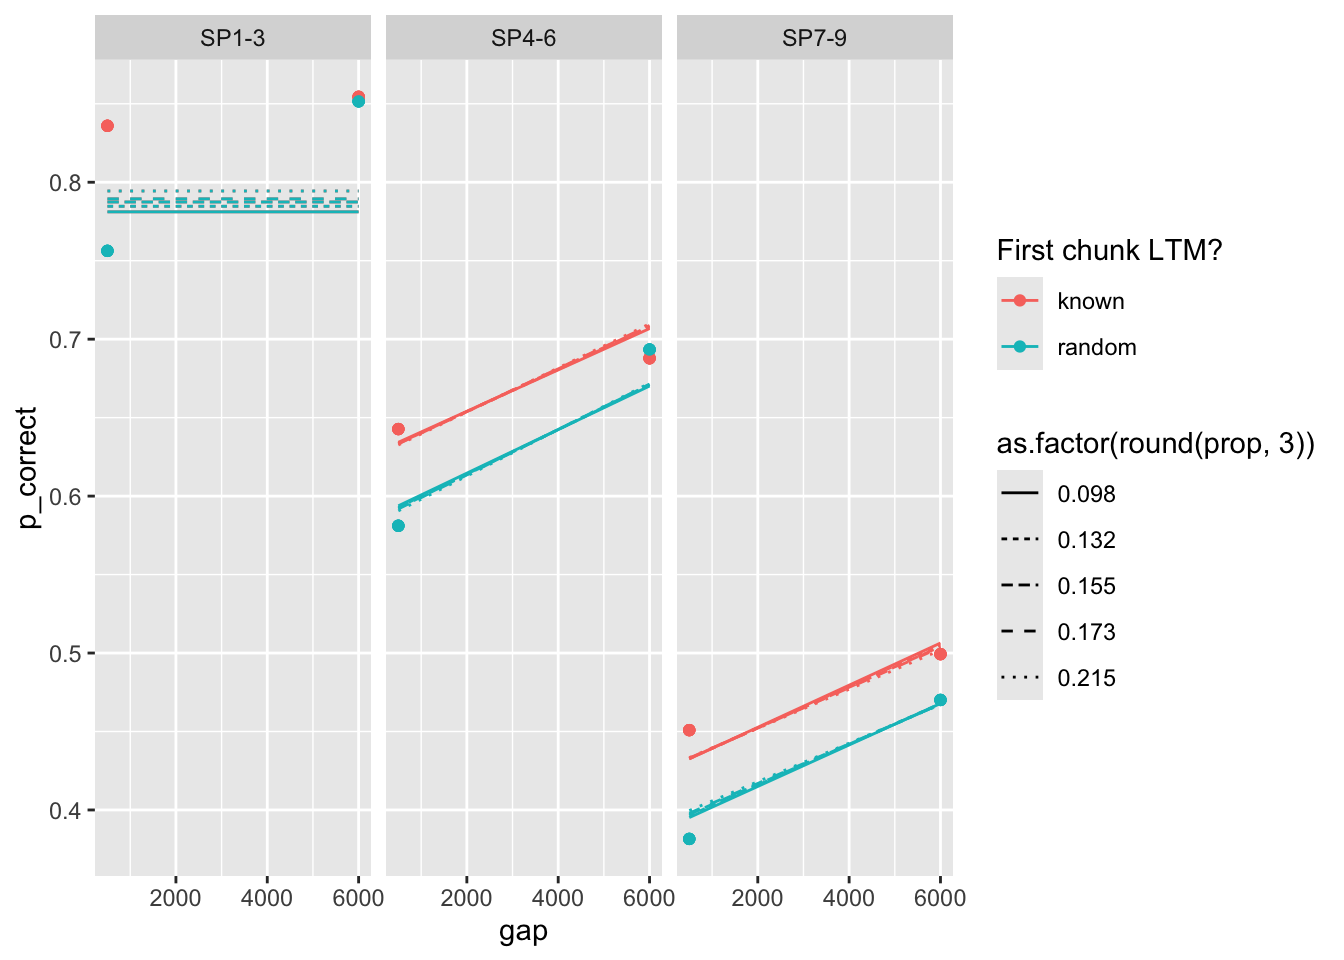 SP1-3 SP4-6 SP7-9
0.8
0.7
0.6
0.5
0.4
p_correct
2000 4000 6000 2000 4000 6000 2000 4000 6000
gap
First chunk LTM?
known
random
as.factor(round(prop, 3))
0.098
0.132
0.155
0.173
0.215